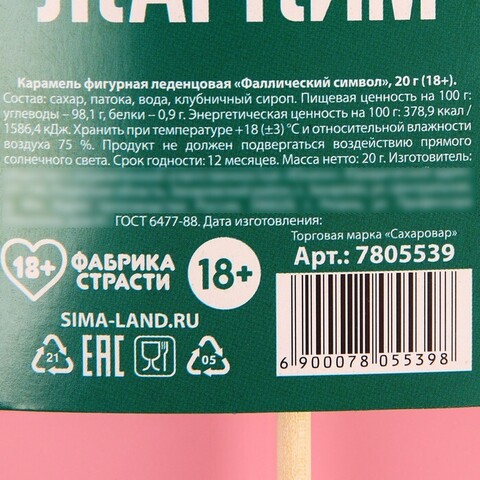 Карамель фигурная леденцовая «Фаллический символ», 20 г (18+).
Состав: сахар, патока, вода, клубничный сироп. Пищевая ценность на 100 г:
углеводы – 98,1 г, белки – 0,9 г. Энергетическая ценность на 100 г: 378,9 ккал /
1586,4 кДж. Хранить при температуре +18 (±3) °С и относительной влажности
воздуха 75 %. Продукт не должен подвергаться воздействию прямого
солнечного света. Срок годности: 12 месяцев. Масса нетто: 20 г. Изготовитель:
ГОСТ 6477-88. Дата изготовления:
Торговая марка «Сахаровар»
Арт.: 7805539
18+ ФАБРИКА СТРАСТИ
18+
SIMA-LAND.RU
21
EAC
05
6 900078 055398